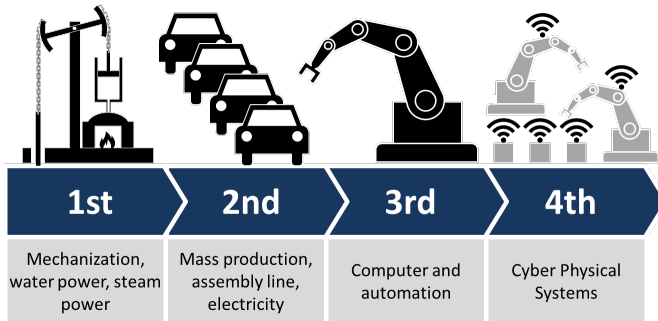 1st
2nd
3rd
4th
Mechanization,
water power, steam
power
Mass production,
assembly line,
electricity
Computer and
automation
Cyber Physical
Systems